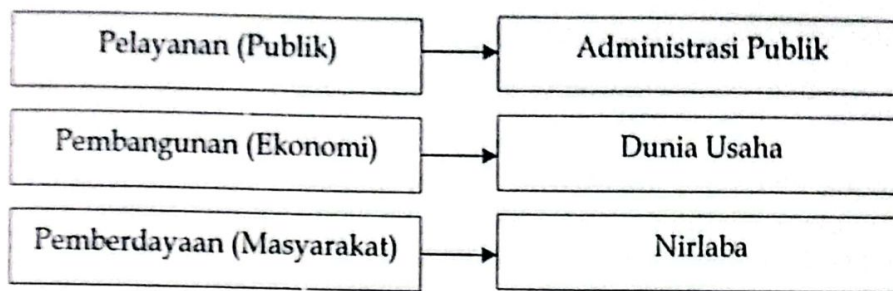 Pelayanan (Publik)
Administrasi Publik
Pembangunan (Ekonomi)
Dunia Usaha
Pemberdayaan (Masyarakat)
Nirlaba